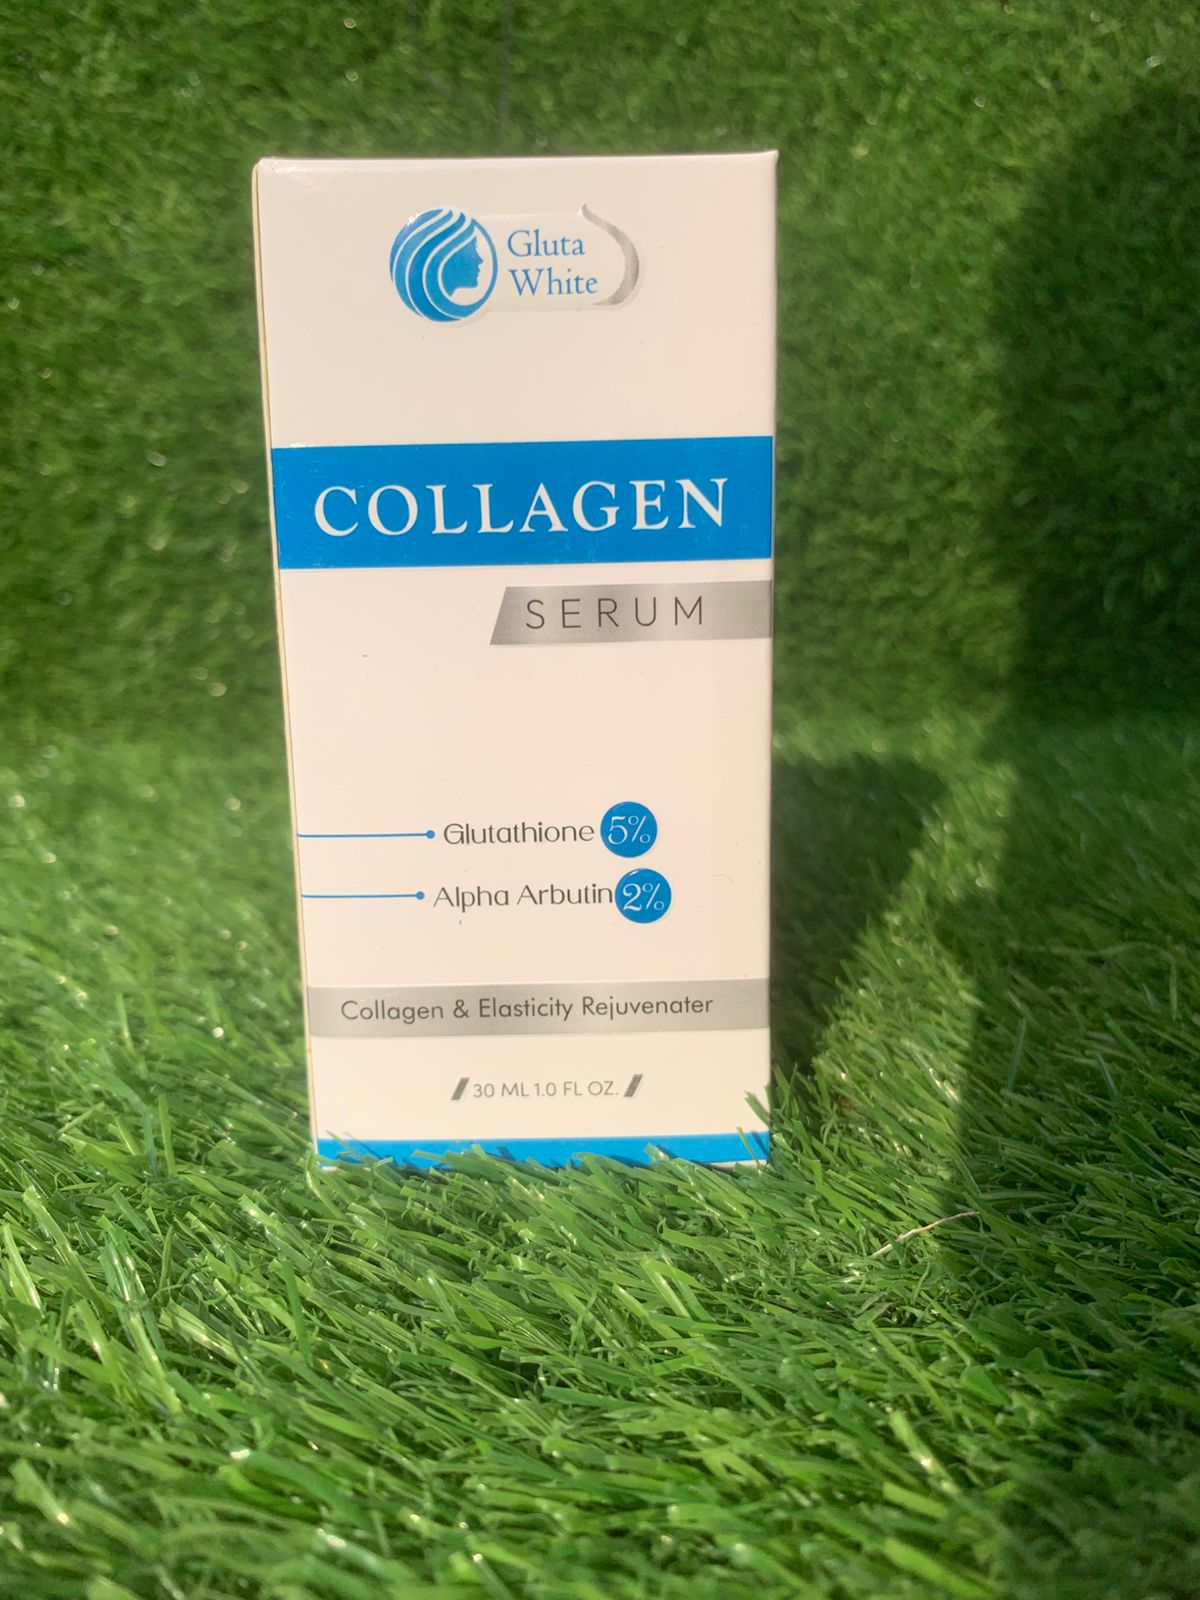 Gluta
White
COLLAGEN
SERUM
Glutathione 5%
Alpha Arbutin 2%
Collagen & Elasticity Rejuvenater
30 ML 1.0 FL OZ.